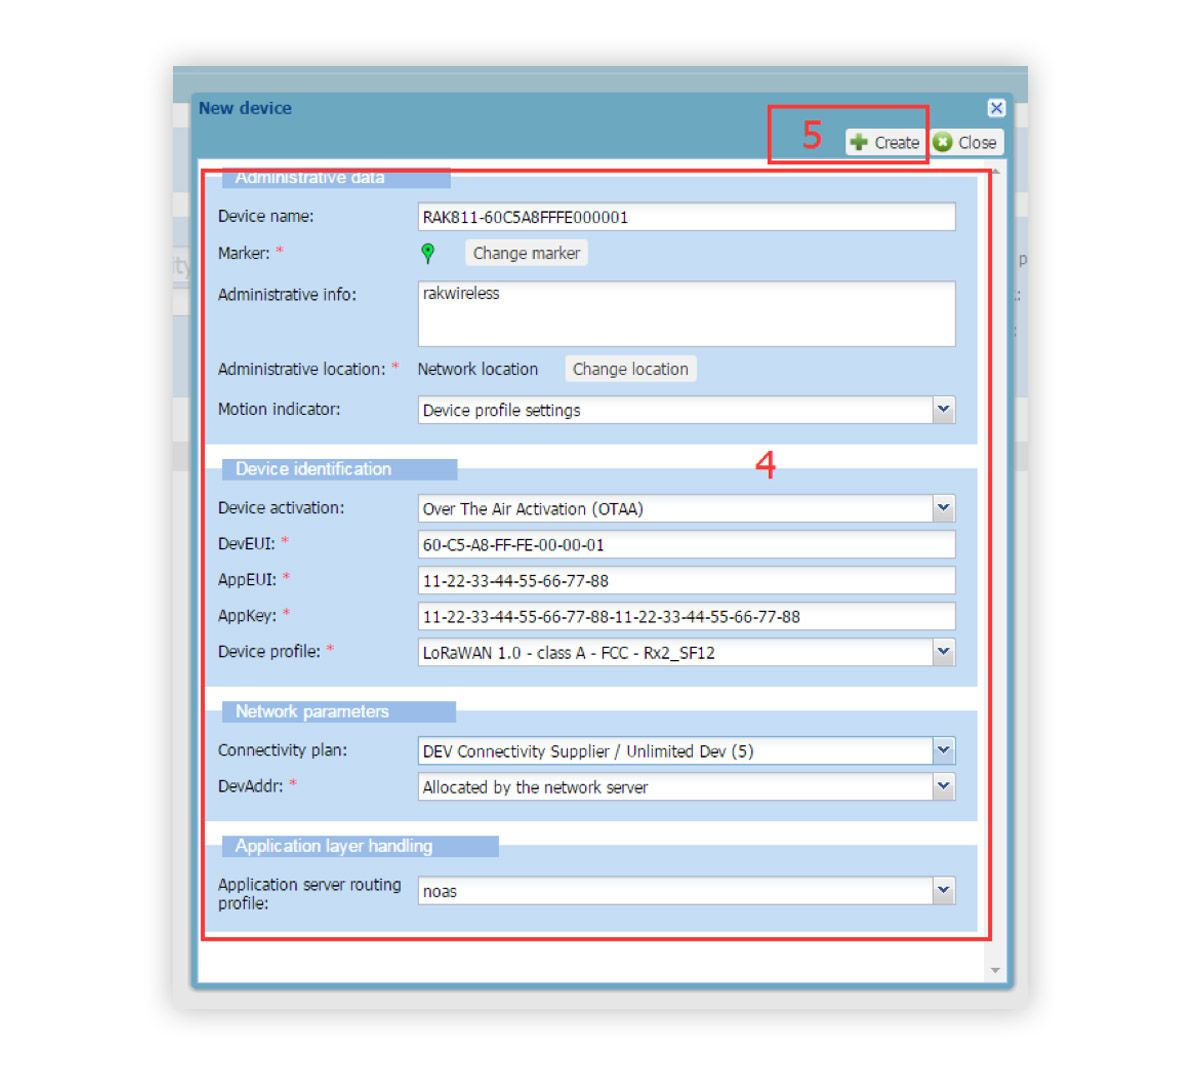 New device
5
Create
Close
Administrative data
Device name:
RAK811-60C5A8FFFE000001
Marker: *
Change marker
Administrative info:
rakwireless
Administrative location: *
Network location
Change location
Motion indicator:
Device profile settings
4
Device identification
Device activation:
Over The Air Activation (OTAA)
DevEUI: *
60-C5-A8-FF-FE-00-00-01
AppEUI: *
11-22-33-44-55-66-77-88
AppKey: *
11-22-33-44-55-66-77-88-11-22-33-44-55-66-77-88
Device profile: *
LoRaWAN 1.0 - class A - FCC - Rx2_SF12
Network parameters
Connectivity plan:
DEV Connectivity Supplier / Unlimited Dev (5)
DevAddr: *
Allocated by the network server
Application layer handling
Application server routing
profile:
noas